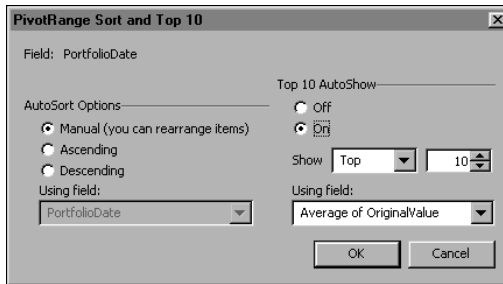 PivotRange Sort and Top 10
Field: PortfolioDate
AutoSort Options
Manual (you can rearrange items)
Ascending
Descending
Using field:
PortfolioDate
Top 10 AutoShow
Off
On
Show Top 10
Using field:
Average of OriginalValue
OK Cancel